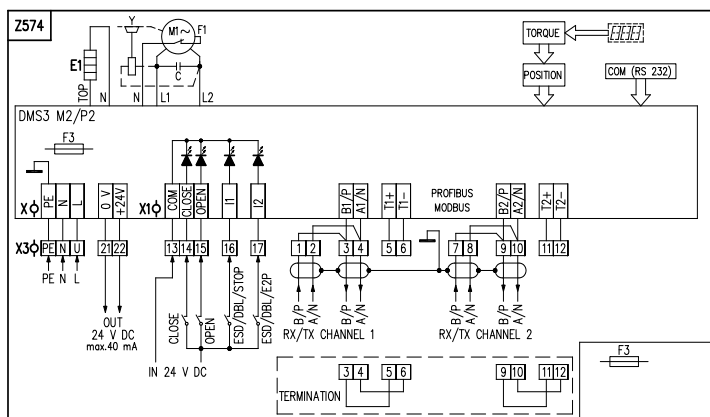 Z574
Y
M1~
F1
E1
C
TOP
N
N
L1
L2
TORQUE
POSITION
COM (RS 232)
DMS3 M2/P2
F3
X
PE
N
L
0 V
+24V
X1
COM
CLOSE
OPEN
I1
I2
B1/P
A1/N
T1+
T1-
PROFIBUS
MODBUS
B2/P
A2/N
T2+
T2-
X3
PE N U
21 22
13 14 15
16
17
1 2
3 4
5 6
7 8
9 10
11 12
PE N L
OUT
24 V DC
max.40 mA
CLOSE
OPEN
ESD/DBL/STOP
ESD/DBL/E2P
IN 24 V DC
B/P
A/N
B/P
A/N
RX/TX CHANNEL 1
B/P
A/N
B/P
A/N
RX/TX CHANNEL 2
TERMINATION
3 4
5 6
9 10
11 12
F3